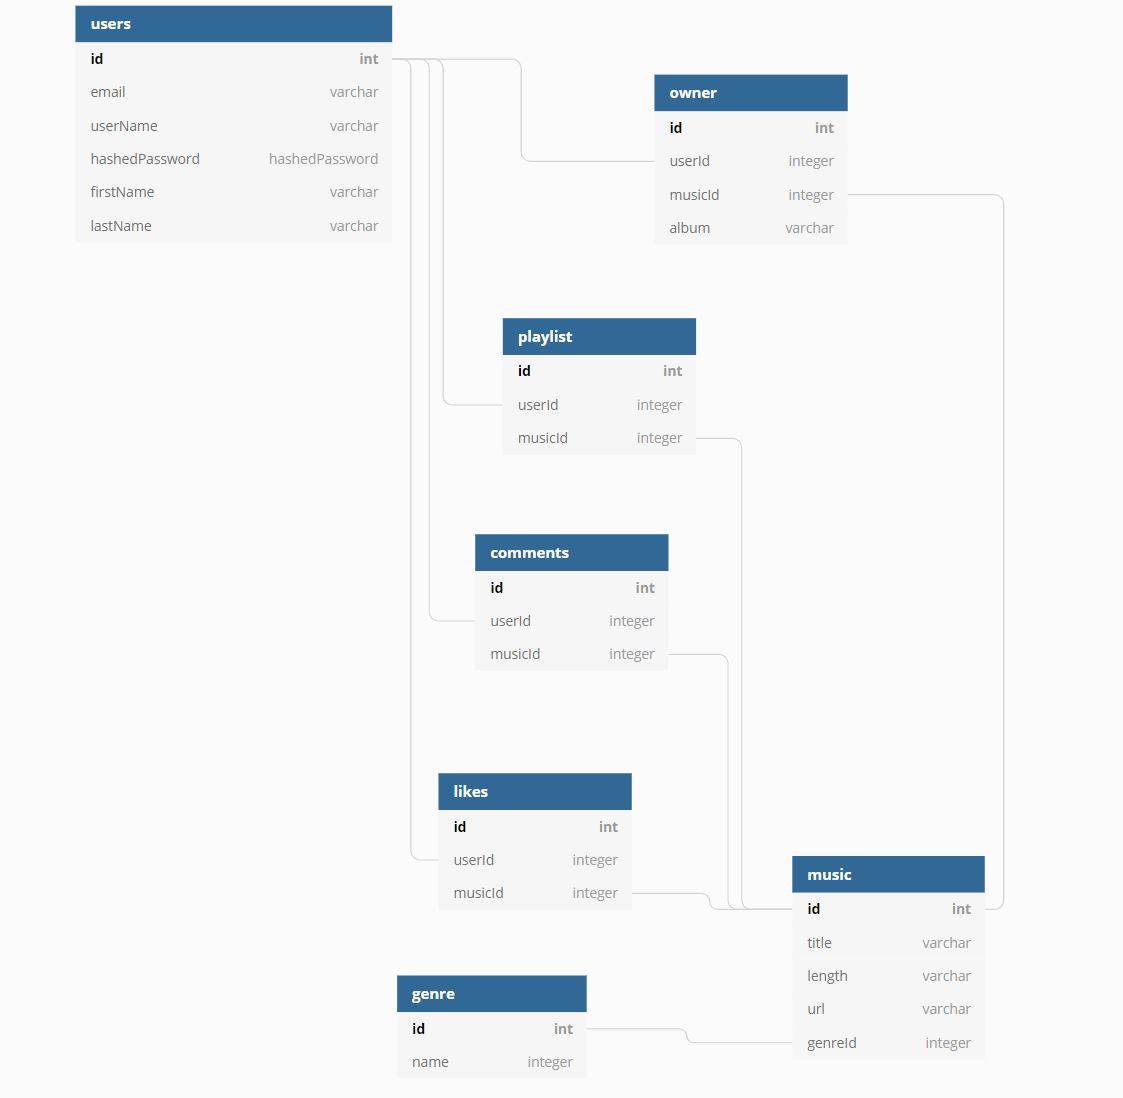 users
id int
email varchar
userName varchar
hashedPassword hashedPassword
firstName varchar
lastName varchar
owner
id int
userId integer
musicId integer
album varchar
playlist
id int
userId integer
musicId integer
comments
id int
userId integer
musicId integer
likes
id int
userId integer
musicId integer
music
id int
title varchar
length varchar
url varchar
genreId integer
genre
id int
name integer